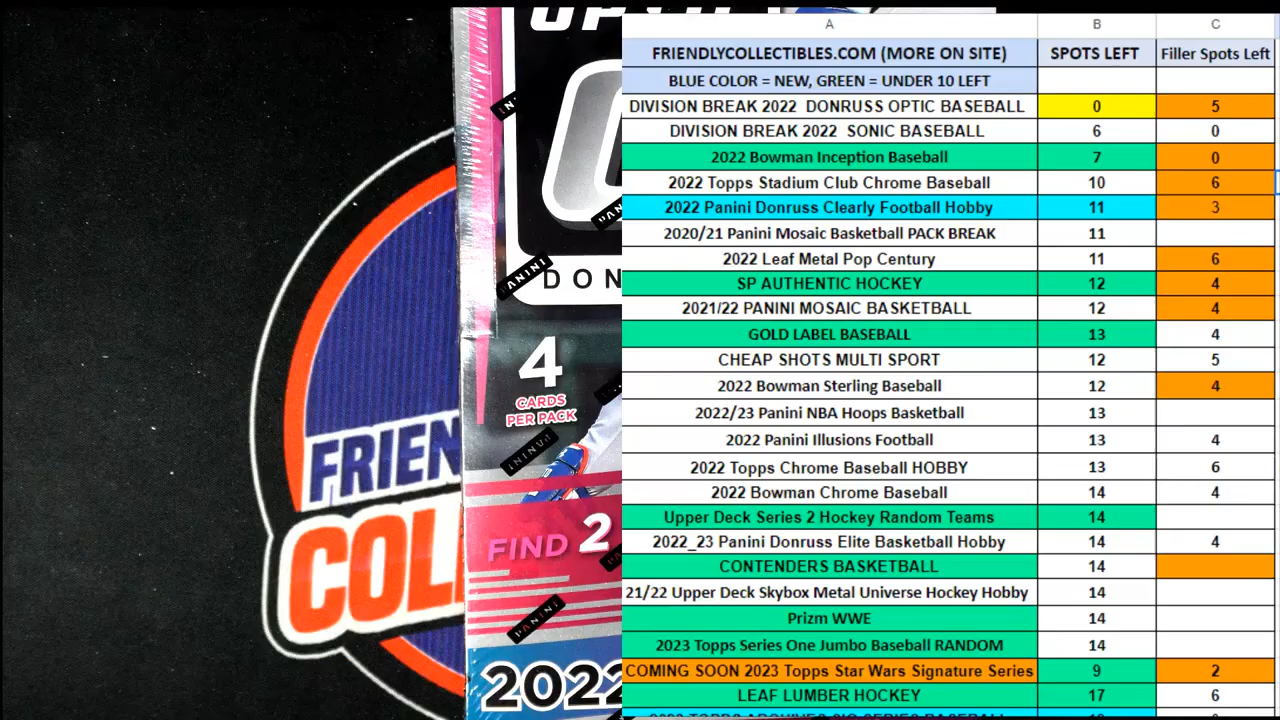 OPTIC
PANINI
DON
4
CARDS
PER PACK
PANINI
FIND 2
PANINI
2022
FRIEN
COL
A B C
FRIENDLYCOLLECTIBLES.COM (MORE ON SITE) SPOTS LEFT Filler Spots Left
BLUE COLOR = NEW, GREEN = UNDER 10 LEFT
DIVISION BREAK 2022 DONRUSS OPTIC BASEBALL 0 5
DIVISION BREAK 2022 SONIC BASEBALL 6 0
2022 Bowman Inception Baseball 7 0
2022 Topps Stadium Club Chrome Baseball 10 6
2022 Panini Donruss Clearly Football Hobby 11 3
2020/21 Panini Mosaic Basketball PACK BREAK 11
2022 Leaf Metal Pop Century 11 6
SP AUTHENTIC HOCKEY 12 4
2021/22 PANINI MOSAIC BASKETBALL 12 4
GOLD LABEL BASEBALL 13 4
CHEAP SHOTS MULTI SPORT 12 5
2022 Bowman Sterling Baseball 12 4
2022/23 Panini NBA Hoops Basketball 13
2022 Panini Illusions Football 13 4
2022 Topps Chrome Baseball HOBBY 13 6
2022 Bowman Chrome Baseball 14 4
Upper Deck Series 2 Hockey Random Teams 14
2022_23 Panini Donruss Elite Basketball Hobby 14 4
CONTENDERS BASKETBALL 14
21/22 Upper Deck Skybox Metal Universe Hockey Hobby 14
Prizm WWE 14
2023 Topps Series One Jumbo Baseball RANDOM 14
COMING SOON 2023 Topps Star Wars Signature Series 9 2
LEAF LUMBER HOCKEY 17 6